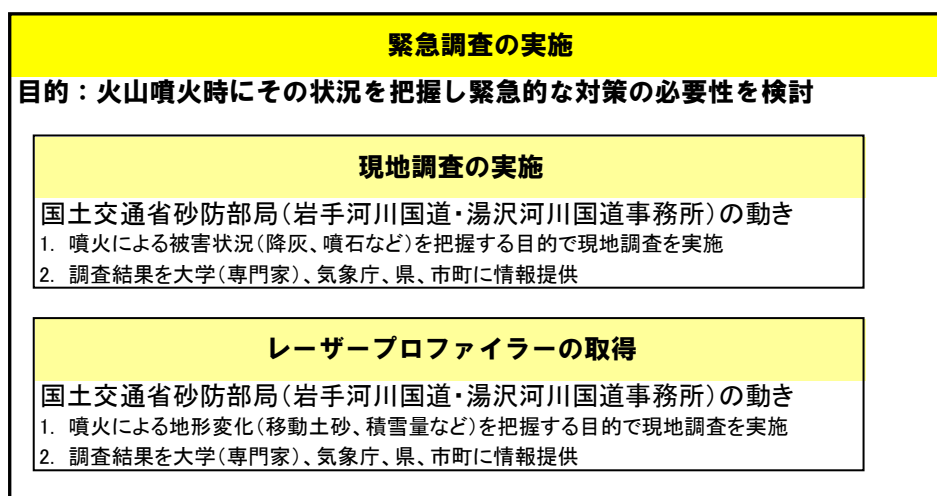 緊急調査の実施
目的：火山噴火時にその状況を把握し緊急的な対策の必要性を検討
現地調査の実施
国土交通省砂防部局（岩手河川国道・湯沢河川国道事務所）の動き
1. 噴火による被害状況（降灰、噴石など）を把握する目的で現地調査を実施
2. 調査結果を大学（専門家）、気象庁、県、市町に情報提供
レーザープロファイラーの取得
国土交通省砂防部局（岩手河川国道・湯沢河川国道事務所）の動き
1. 噴火による地形変化（移動土砂、積雪量など）を把握する目的で現地調査を実施
2. 調査結果を大学（専門家）、気象庁、県、市町に情報提供